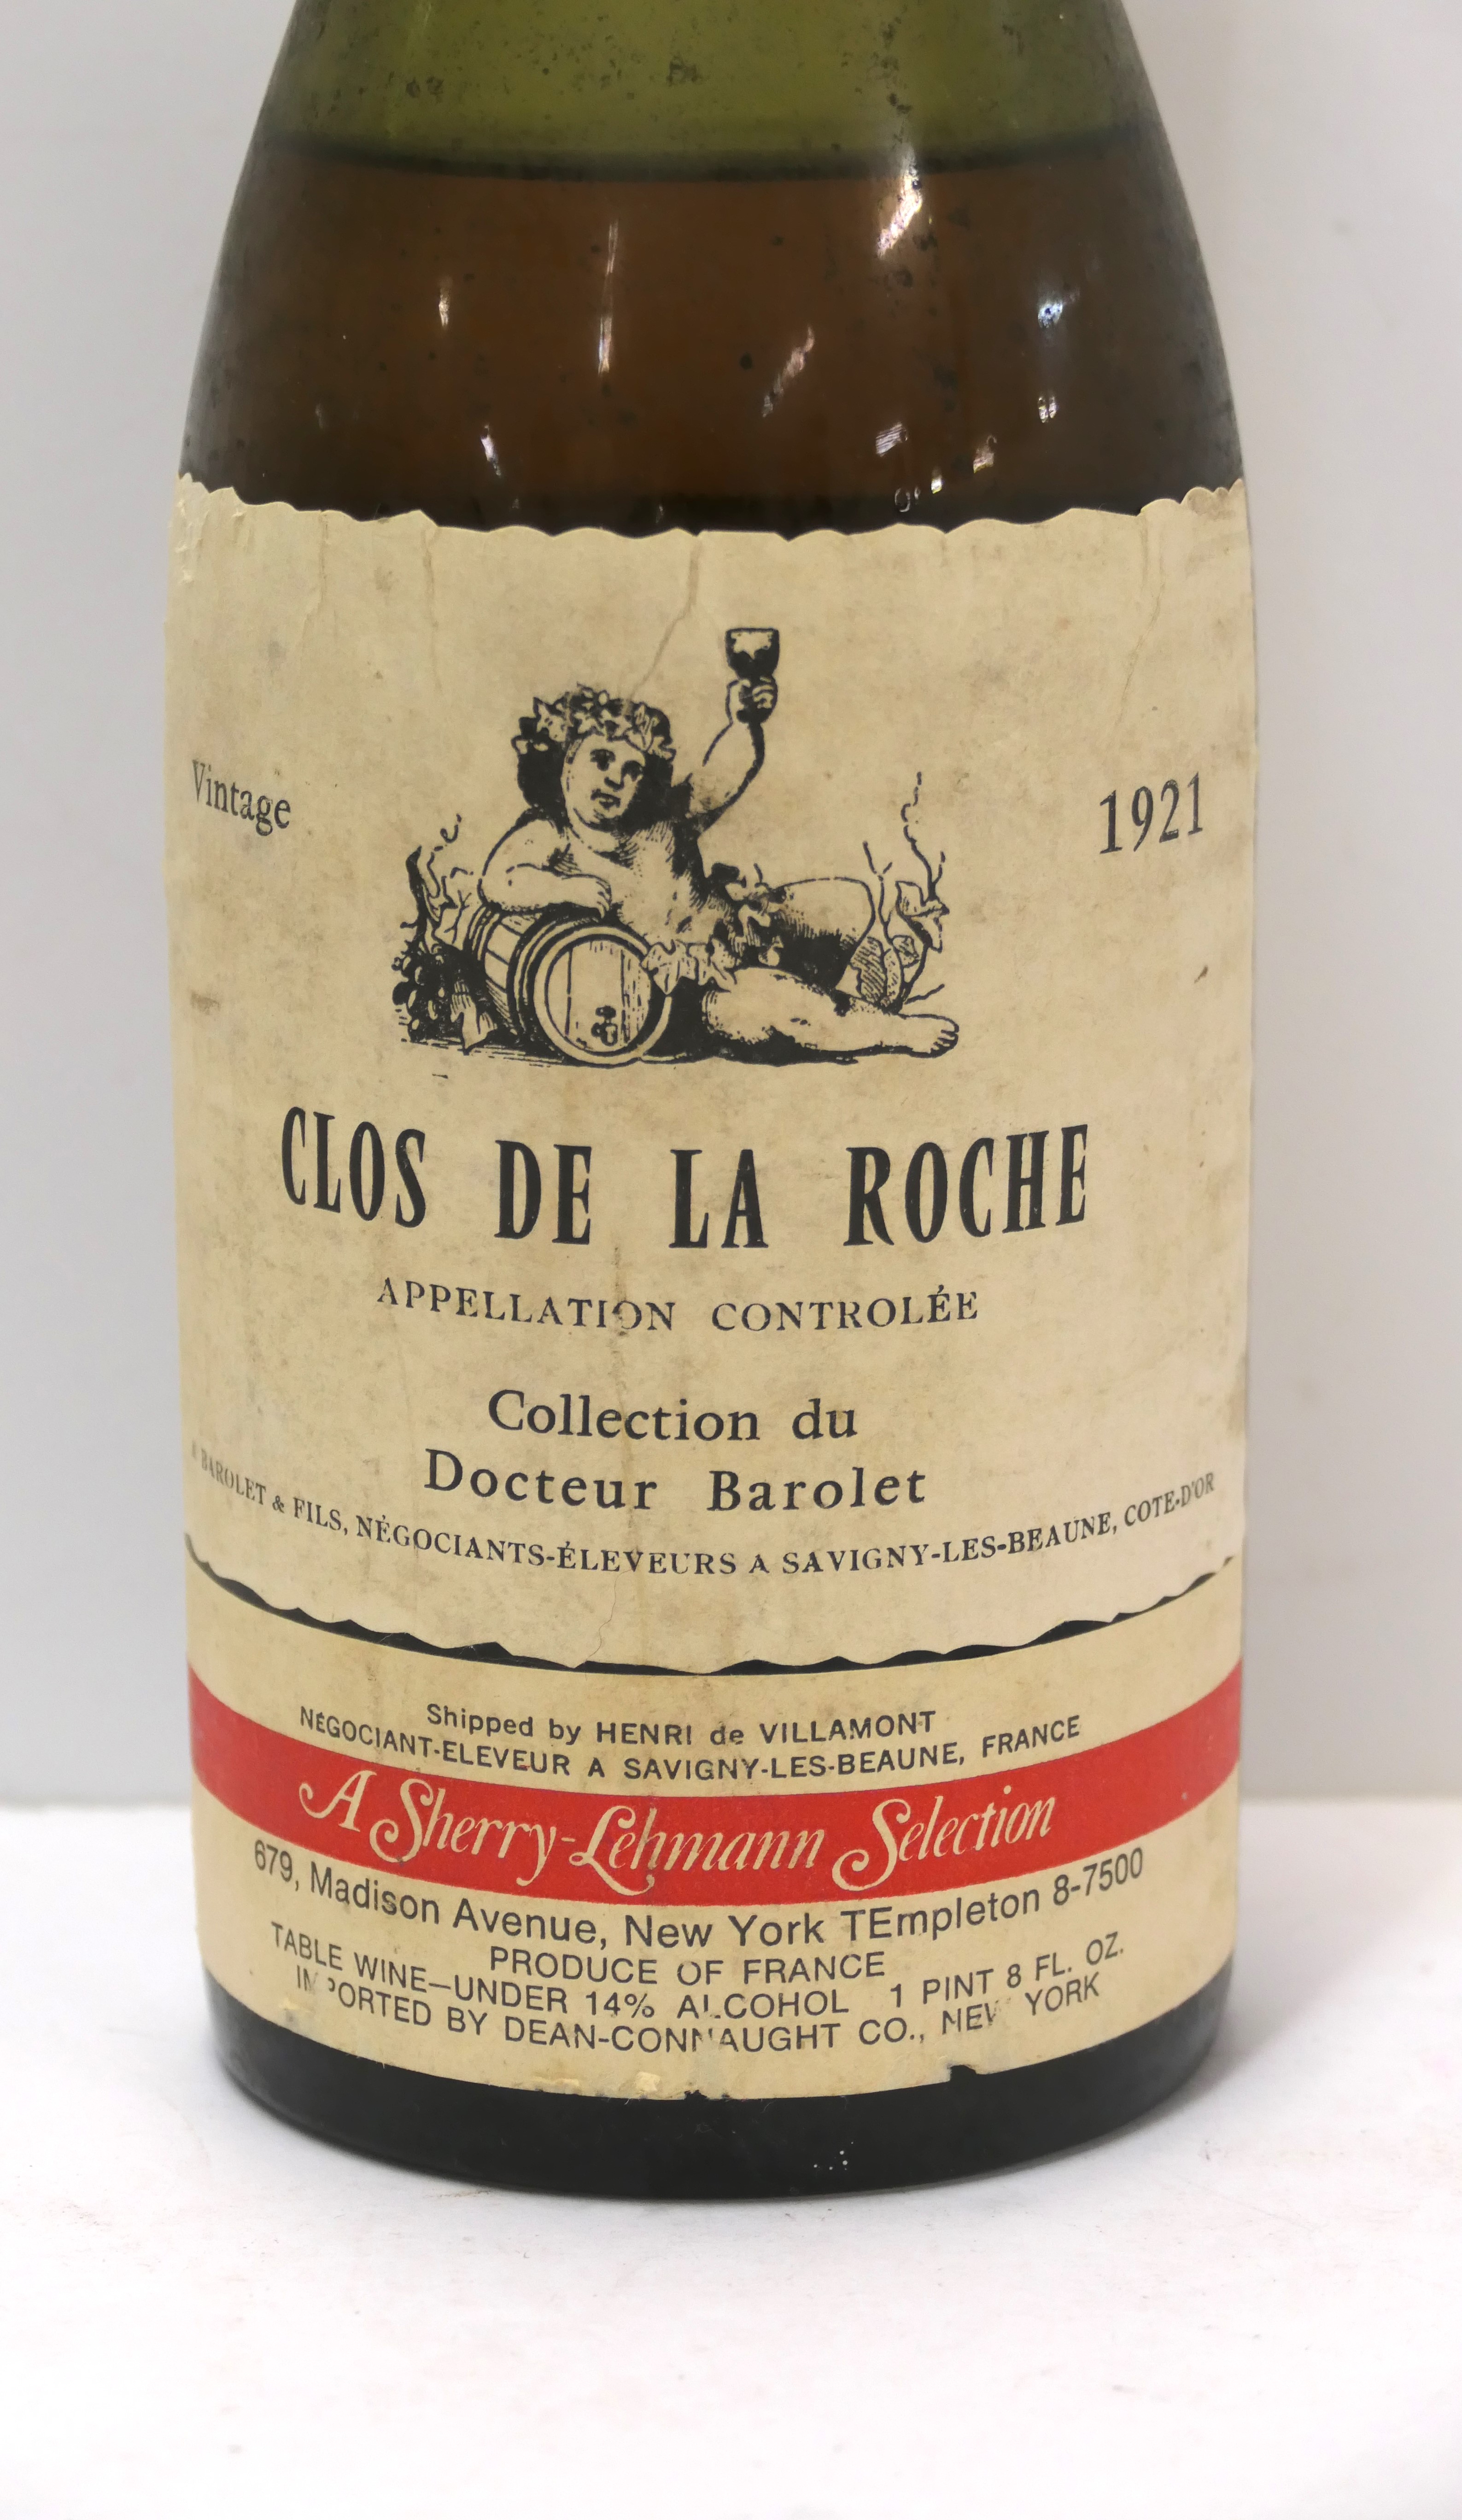 Vintage 1921
CLOS DE LA ROCHE
APPELLATION CONTROLÉE
Collection du
Docteur Barolet
BAROLET & FILS, NÉGOCIANTS-ÉLEVEURS A SAVIGNY-LES-BEAUNE, COTE-D'OR
Shipped by HENRI de VILLAMONT
NÉGOCIANT-ELEVEUR A SAVIGNY-LES-BEAUNE, FRANCE
A Sherry-Lehmann Selection
679, Madison Avenue, New York TEmpleton 8-7500
PRODUCE OF FRANCE
TABLE WINE—UNDER 14% ALCOHOL 1 PINT 8 FL. OZ.
IMPORTED BY DEAN-CONNAUGHT CO., NEW YORK